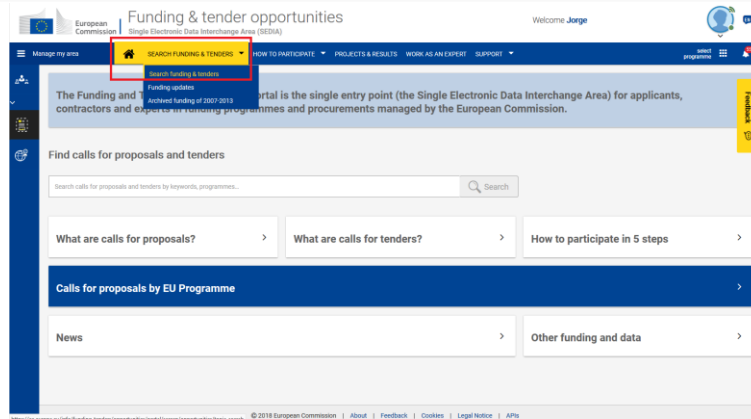 European
Commission
Funding & tender opportunities
Single Electronic Data Interchange Area (SEDIA)
Welcome Jorge
Manage my area
SEARCH FUNDING & TENDERS
HOW TO PARTICIPATE
PROJECTS & RESULTS
WORK AS AN EXPERT
SUPPORT
select
programme
Search funding & tenders
Funding updates
Archived funding of 2007-2013
The Funding and T
ortal is the single entry point (the Single Electronic Data Interchange Area) for applicants,
contractors and experts in funding programmes and procurements managed by the European Commission.
Feedback
Find calls for proposals and tenders
Search calls for proposals and tenders by keywords, programmes...
Search
What are calls for proposals?
What are calls for tenders?
How to participate in 5 steps
Calls for proposals by EU Programme
News
Other funding and data
© 2018 European Commission | About | Feedback | Cookies | Legal Notice | APIs